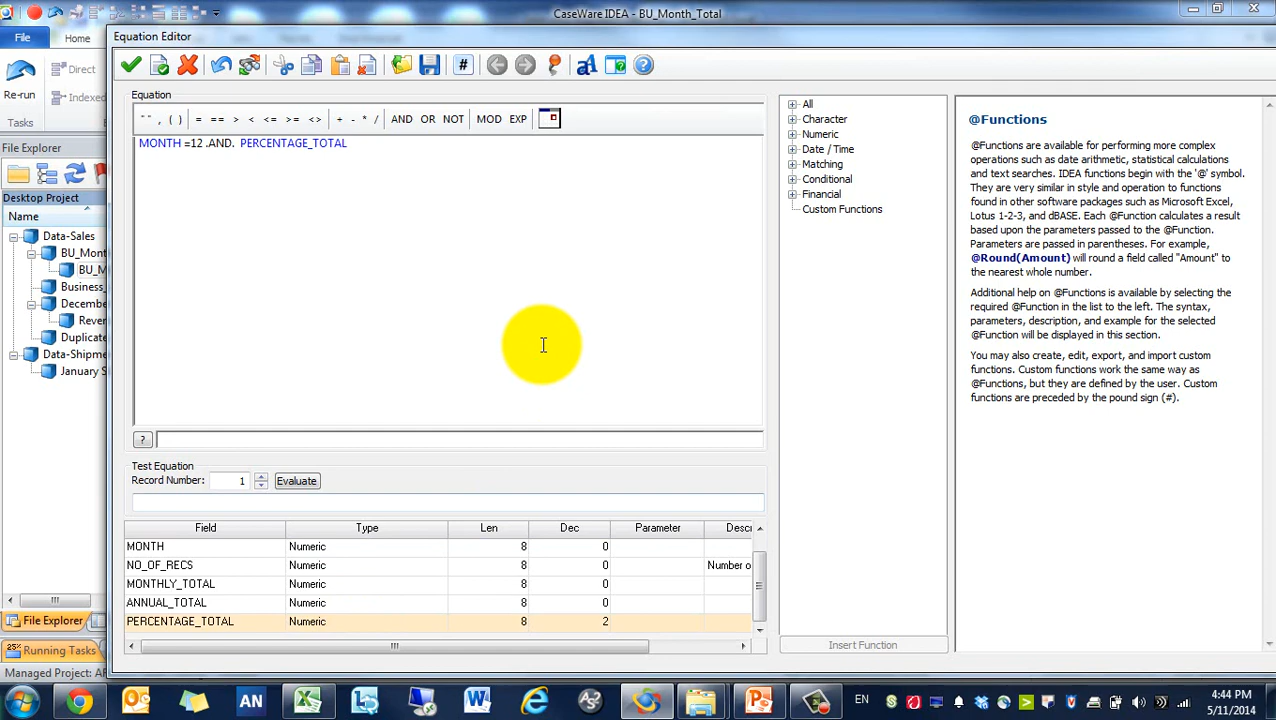 CaseWare IDEA - BU_Month_Total
File
Home
Equation Editor
Direct
Re-run
Indexed
Tasks
File Explorer
Desktop Project
Name
Data-Sales
BU_Mont
BU_M
Business_
December
Reven
Duplicate
Data-Shipme
January S
File Explorer
Running Tasks
Managed Project: AF
Equation
" " , ( ) = == > < <= >= <> + - * / AND OR NOT MOD EXP
MONTH =12 .AND. PERCENTAGE_TOTAL
?
Test Equation
Record Number: 1 Evaluate
Field Type Len Dec Parameter Descr
MONTH Numeric 8 0
NO_OF_RECS Numeric 8 0 Number o
MONTHLY_TOTAL Numeric 8 0
ANNUAL_TOTAL Numeric 8 0
PERCENTAGE_TOTAL Numeric 8 2
All
Character
Numeric
Date / Time
Matching
Conditional
Financial
Custom Functions
Insert Function
@Functions
@Functions are available for performing more complex
operations such as date arithmetic, statistical calculations
and text searches. IDEA functions begin with the '@' symbol.
They are very similar in style and operation to functions
found in other software packages such as Microsoft Excel,
Lotus 1-2-3, and dBASE. Each @Function calculates a result
based upon the parameters passed to the @Function.
Parameters are passed in parentheses. For example,
@Round(Amount) will round a field called "Amount" to
the nearest whole number.
Additional help on @Functions is available by selecting the
required @Function in the list to the left. The syntax,
parameters, description, and example for the selected
@Function will be displayed in this section.
You may also create, edit, export, and import custom
functions. Custom functions work the same way as
@Functions, but they are defined by the user. Custom
functions are preceded by the pound sign (#).
AN
EN
4:44 PM
5/11/2014